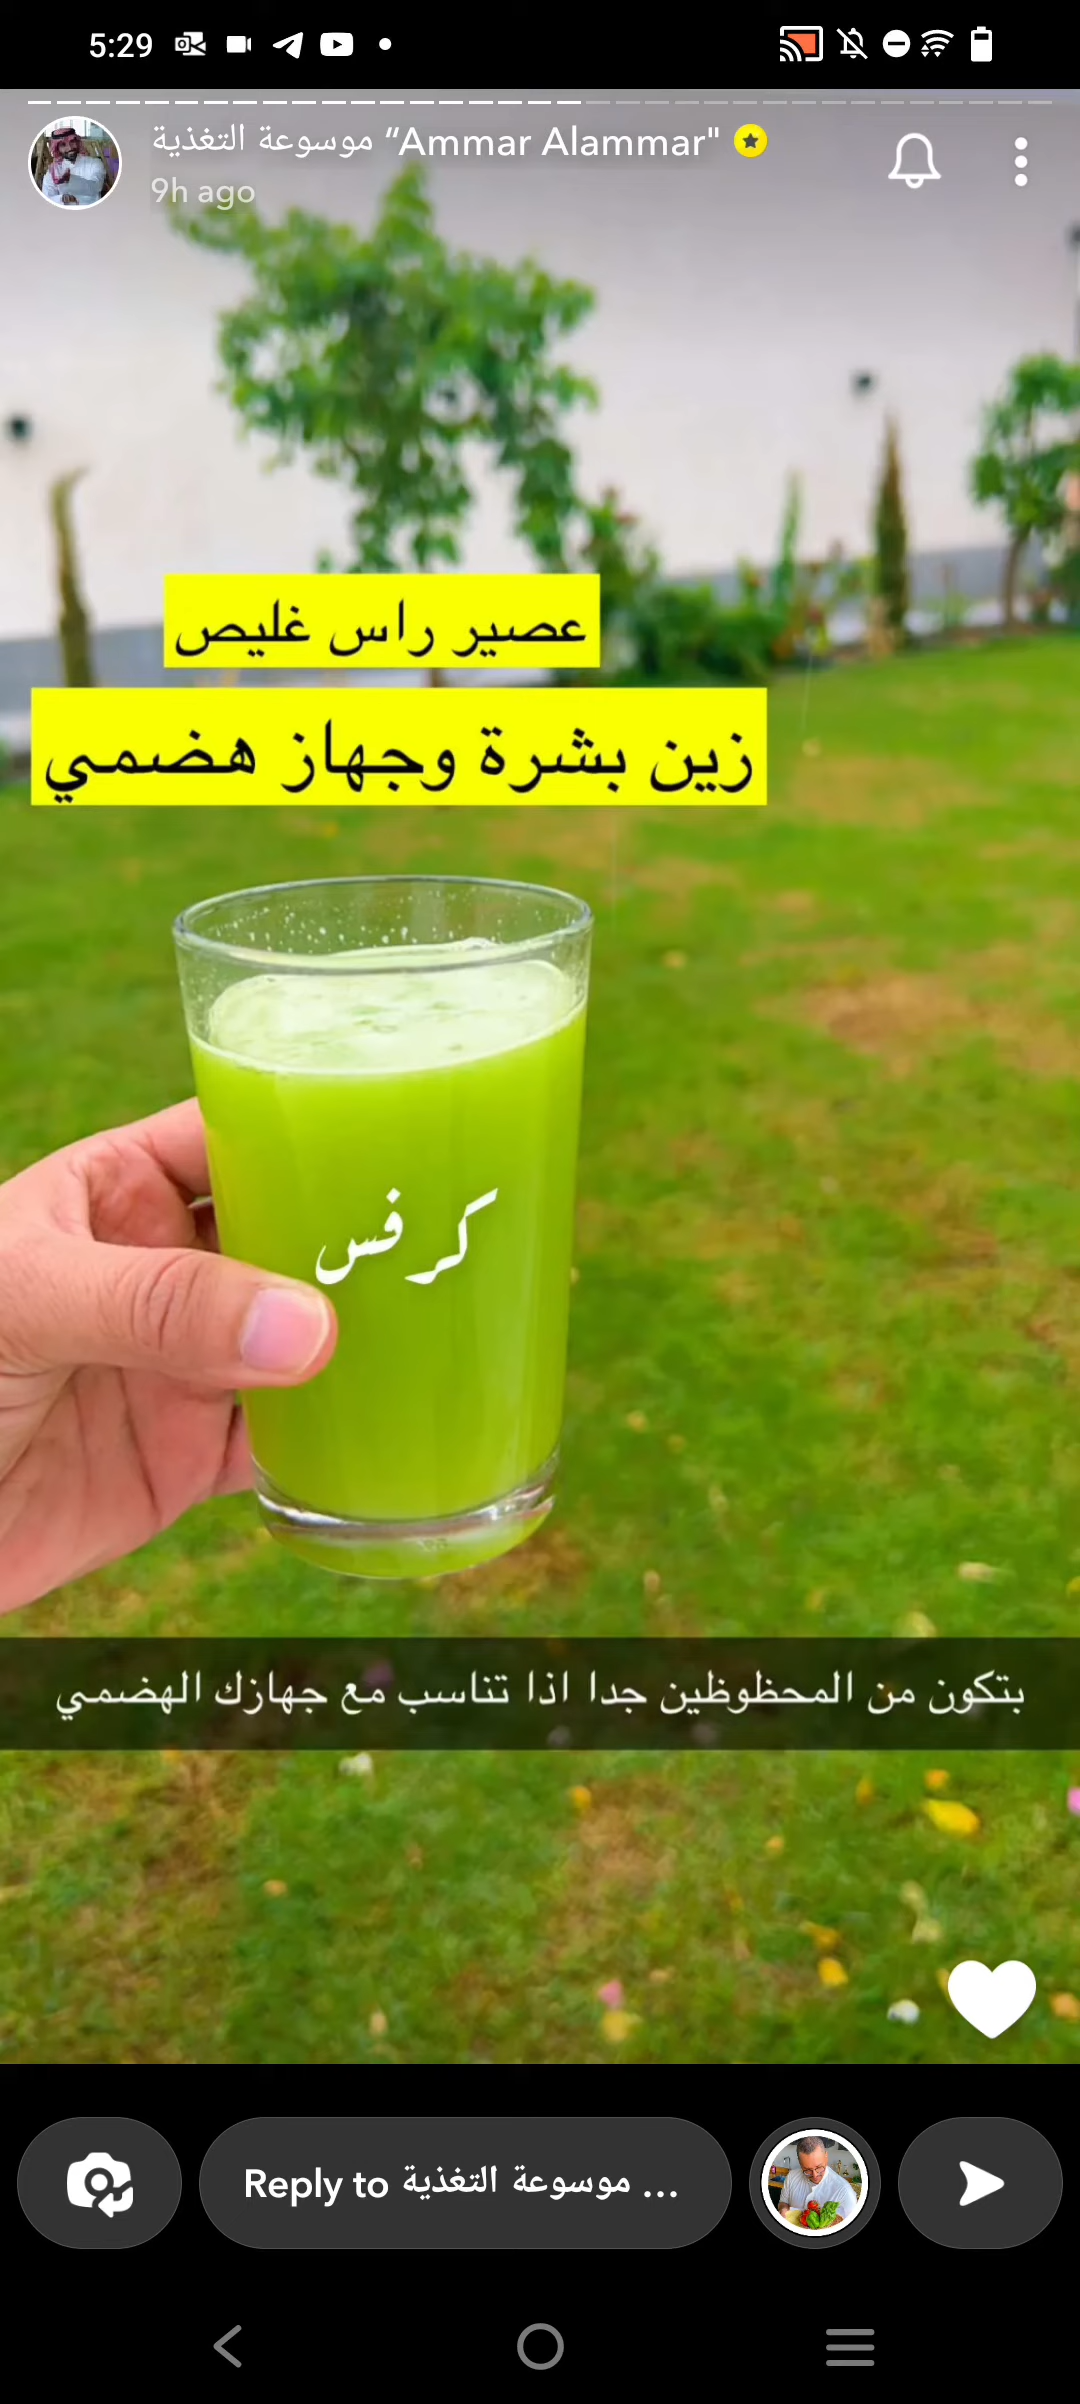 5:29
موسوعة التغذية “Ammar Alammar"
9h ago
عصير راس غليص
زين بشرة وجهاز هضمي
كرفس
بتكون من المحظوظين جدا اذا تناسب مع جهازك الهضمي
Reply to موسوعة التغذية ...